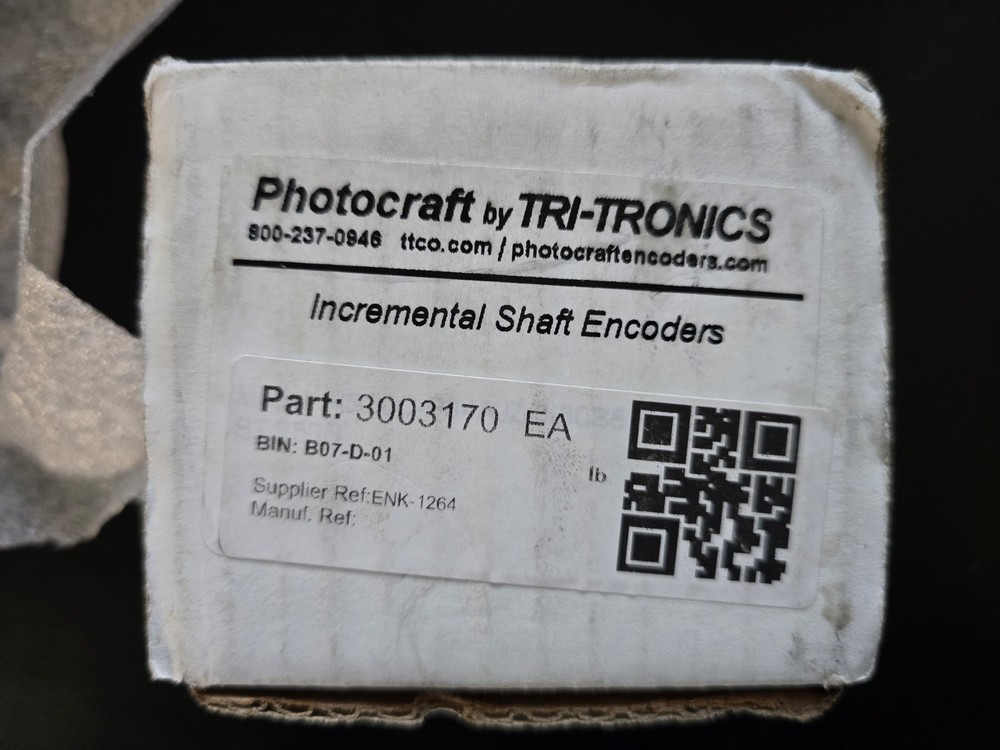 Photocraft by TRI-TRONICS
800-237-0946 ttco.com / photocraftencoders.com
Incremental Shaft Encoders
Part: 3003170 EA
BIN: B07-D-01
lb
Supplier Ref:ENK-1264
Manuf. Ref: